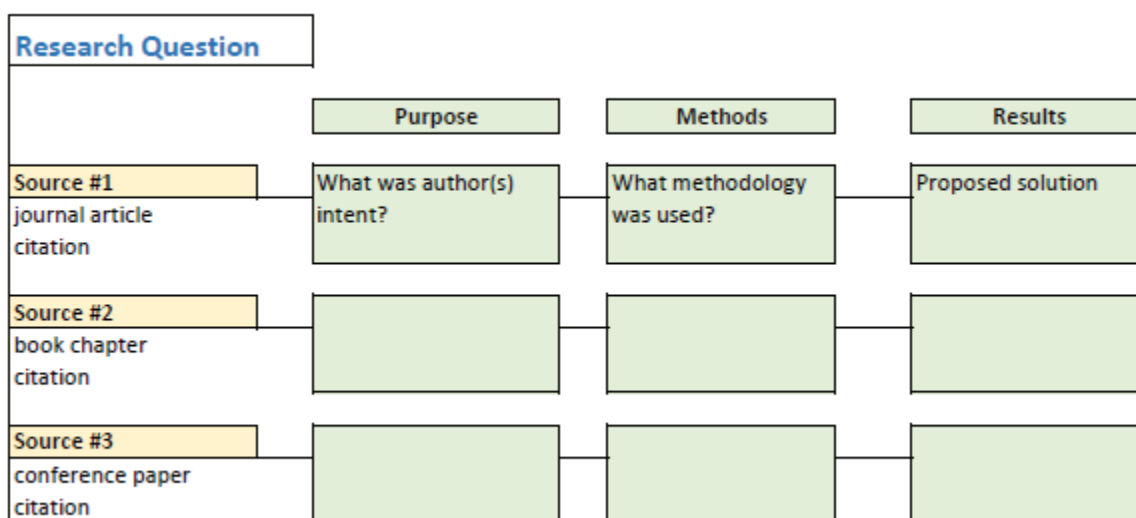 Research Question
Purpose Methods Results
Source #1
What was author(s)
intent?
What methodology
was used?
Proposed solution
journal article
citation
Source #2
book chapter
citation
Source #3
conference paper
citation